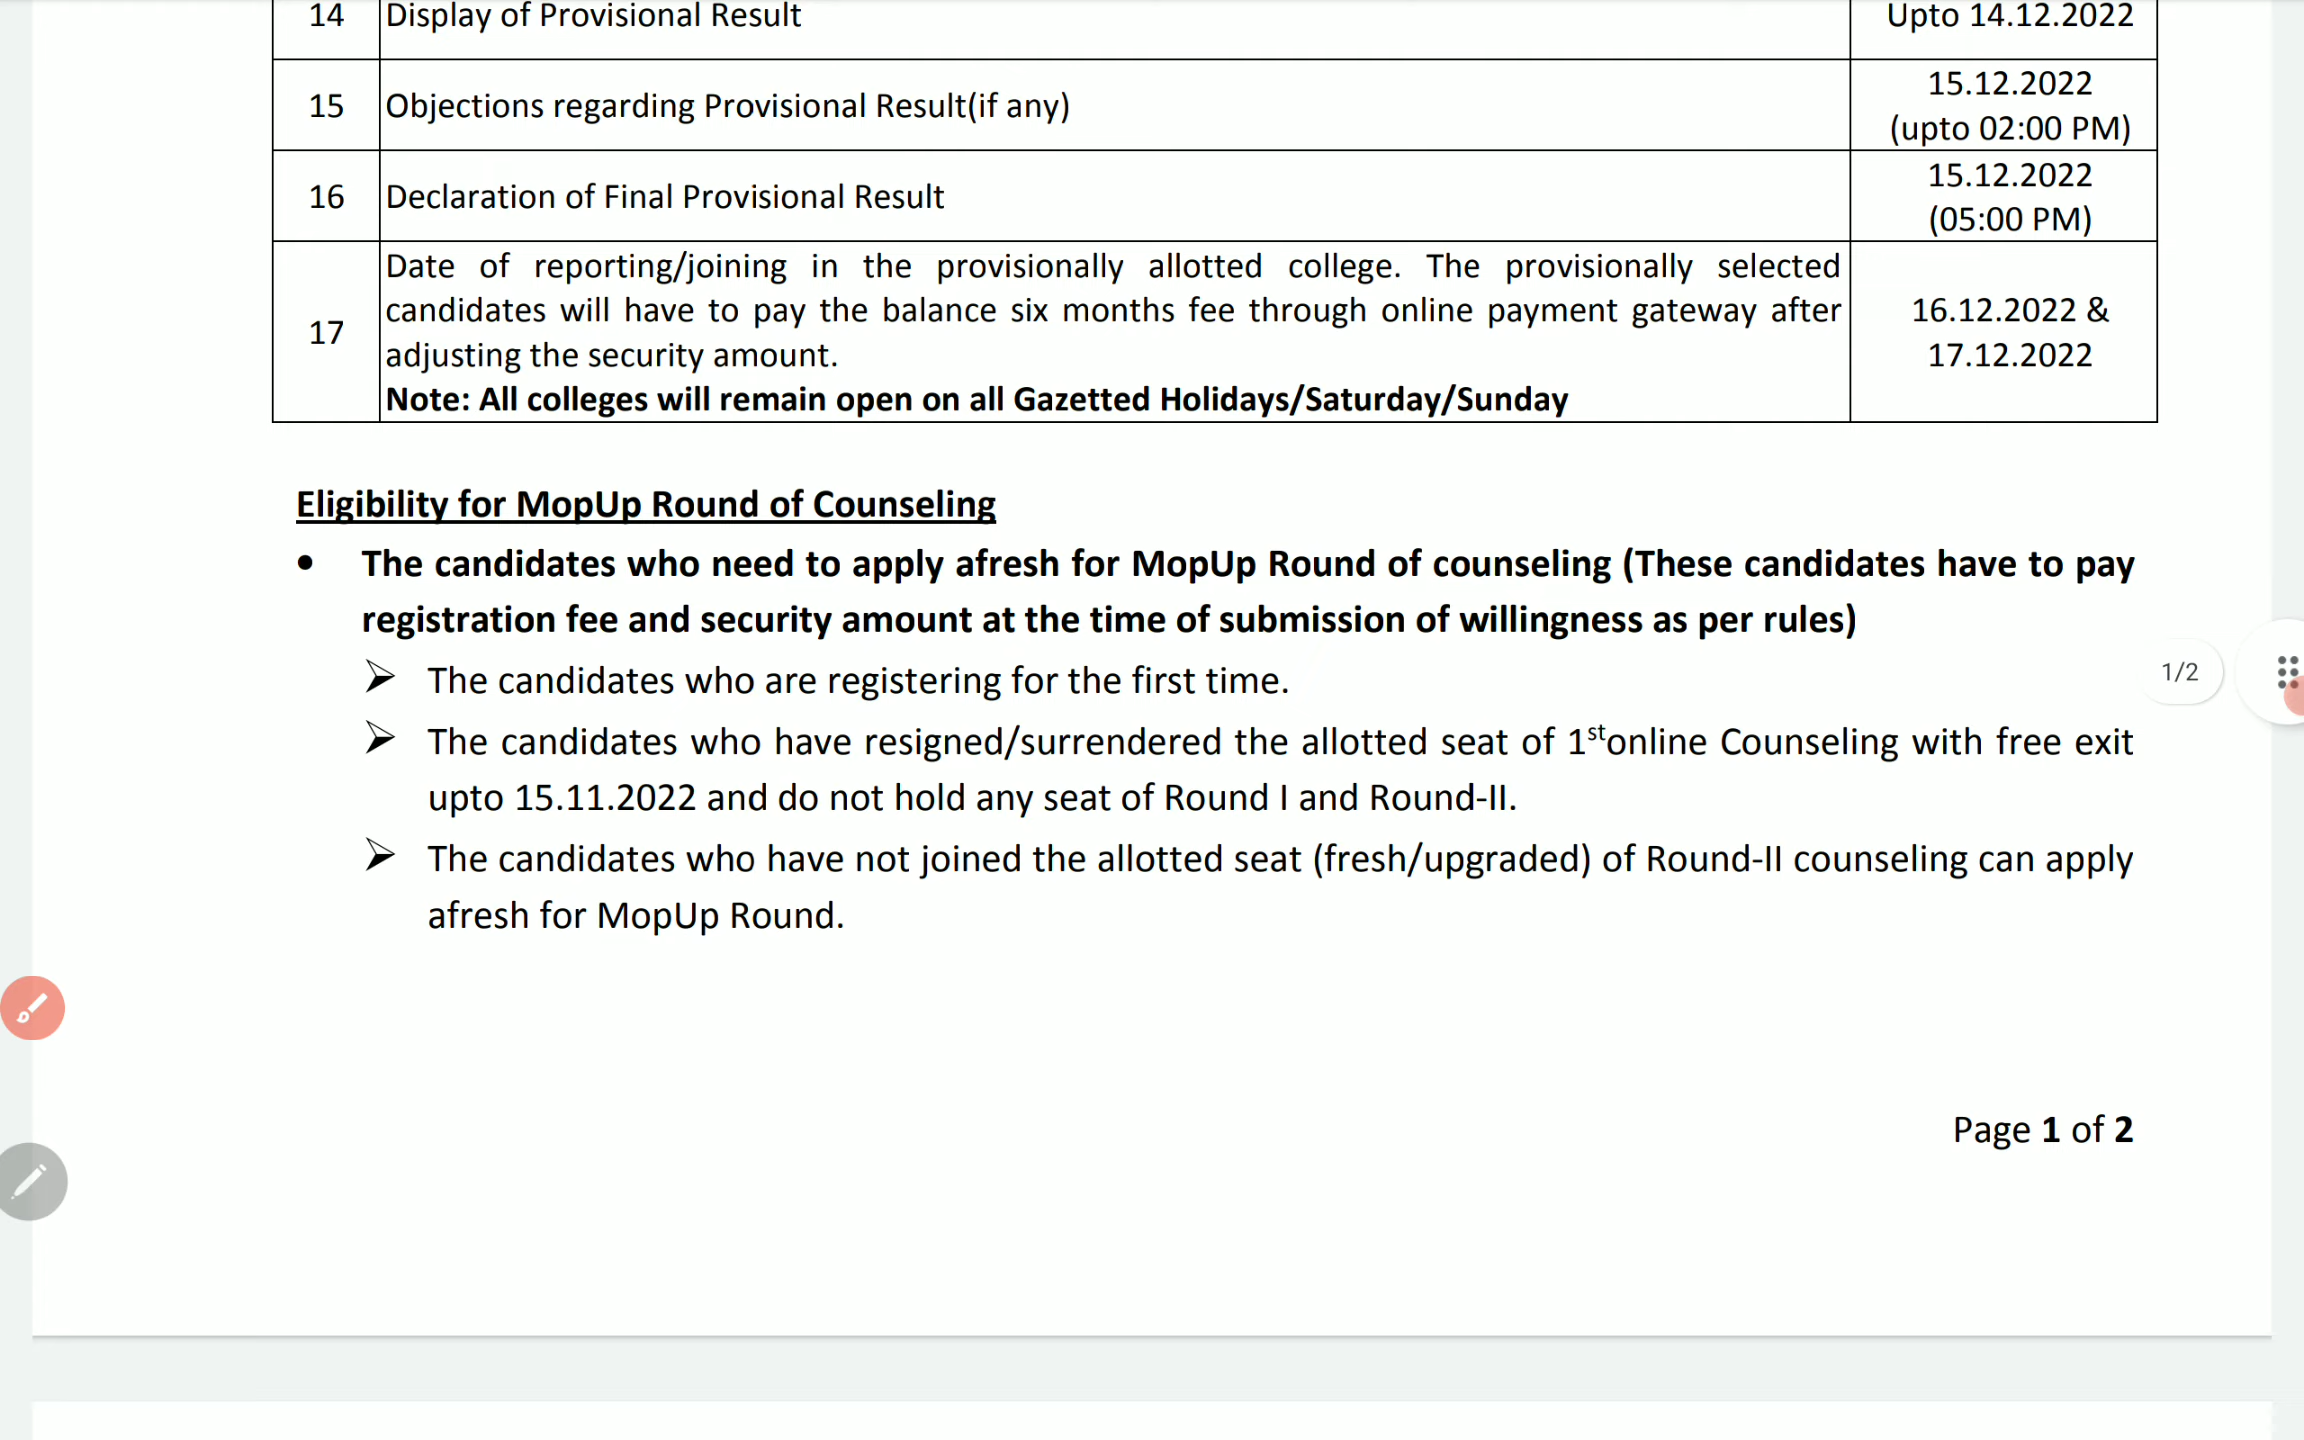 14 Display of Provisional Result Upto 14.12.2022
15 Objections regarding Provisional Result(if any) 15.12.2022
(upto 02:00 PM)
16 Declaration of Final Provisional Result 15.12.2022
(05:00 PM)
17 Date of reporting/joining in the provisionally allotted college. The provisionally selected
candidates will have to pay the balance six months fee through online payment gateway after
adjusting the security amount.
Note: All colleges will remain open on all Gazetted Holidays/Saturday/Sunday
16.12.2022 &
17.12.2022
Eligibility for MopUp Round of Counseling
• The candidates who need to apply afresh for MopUp Round of counseling (These candidates have to pay
registration fee and security amount at the time of submission of willingness as per rules)
➢ The candidates who are registering for the first time.
➢ The candidates who have resigned/surrendered the allotted seat of 1stonline Counseling with free exit
upto 15.11.2022 and do not hold any seat of Round I and Round-II.
➢ The candidates who have not joined the allotted seat (fresh/upgraded) of Round-II counseling can apply
afresh for MopUp Round.
1/2
Page 1 of 2